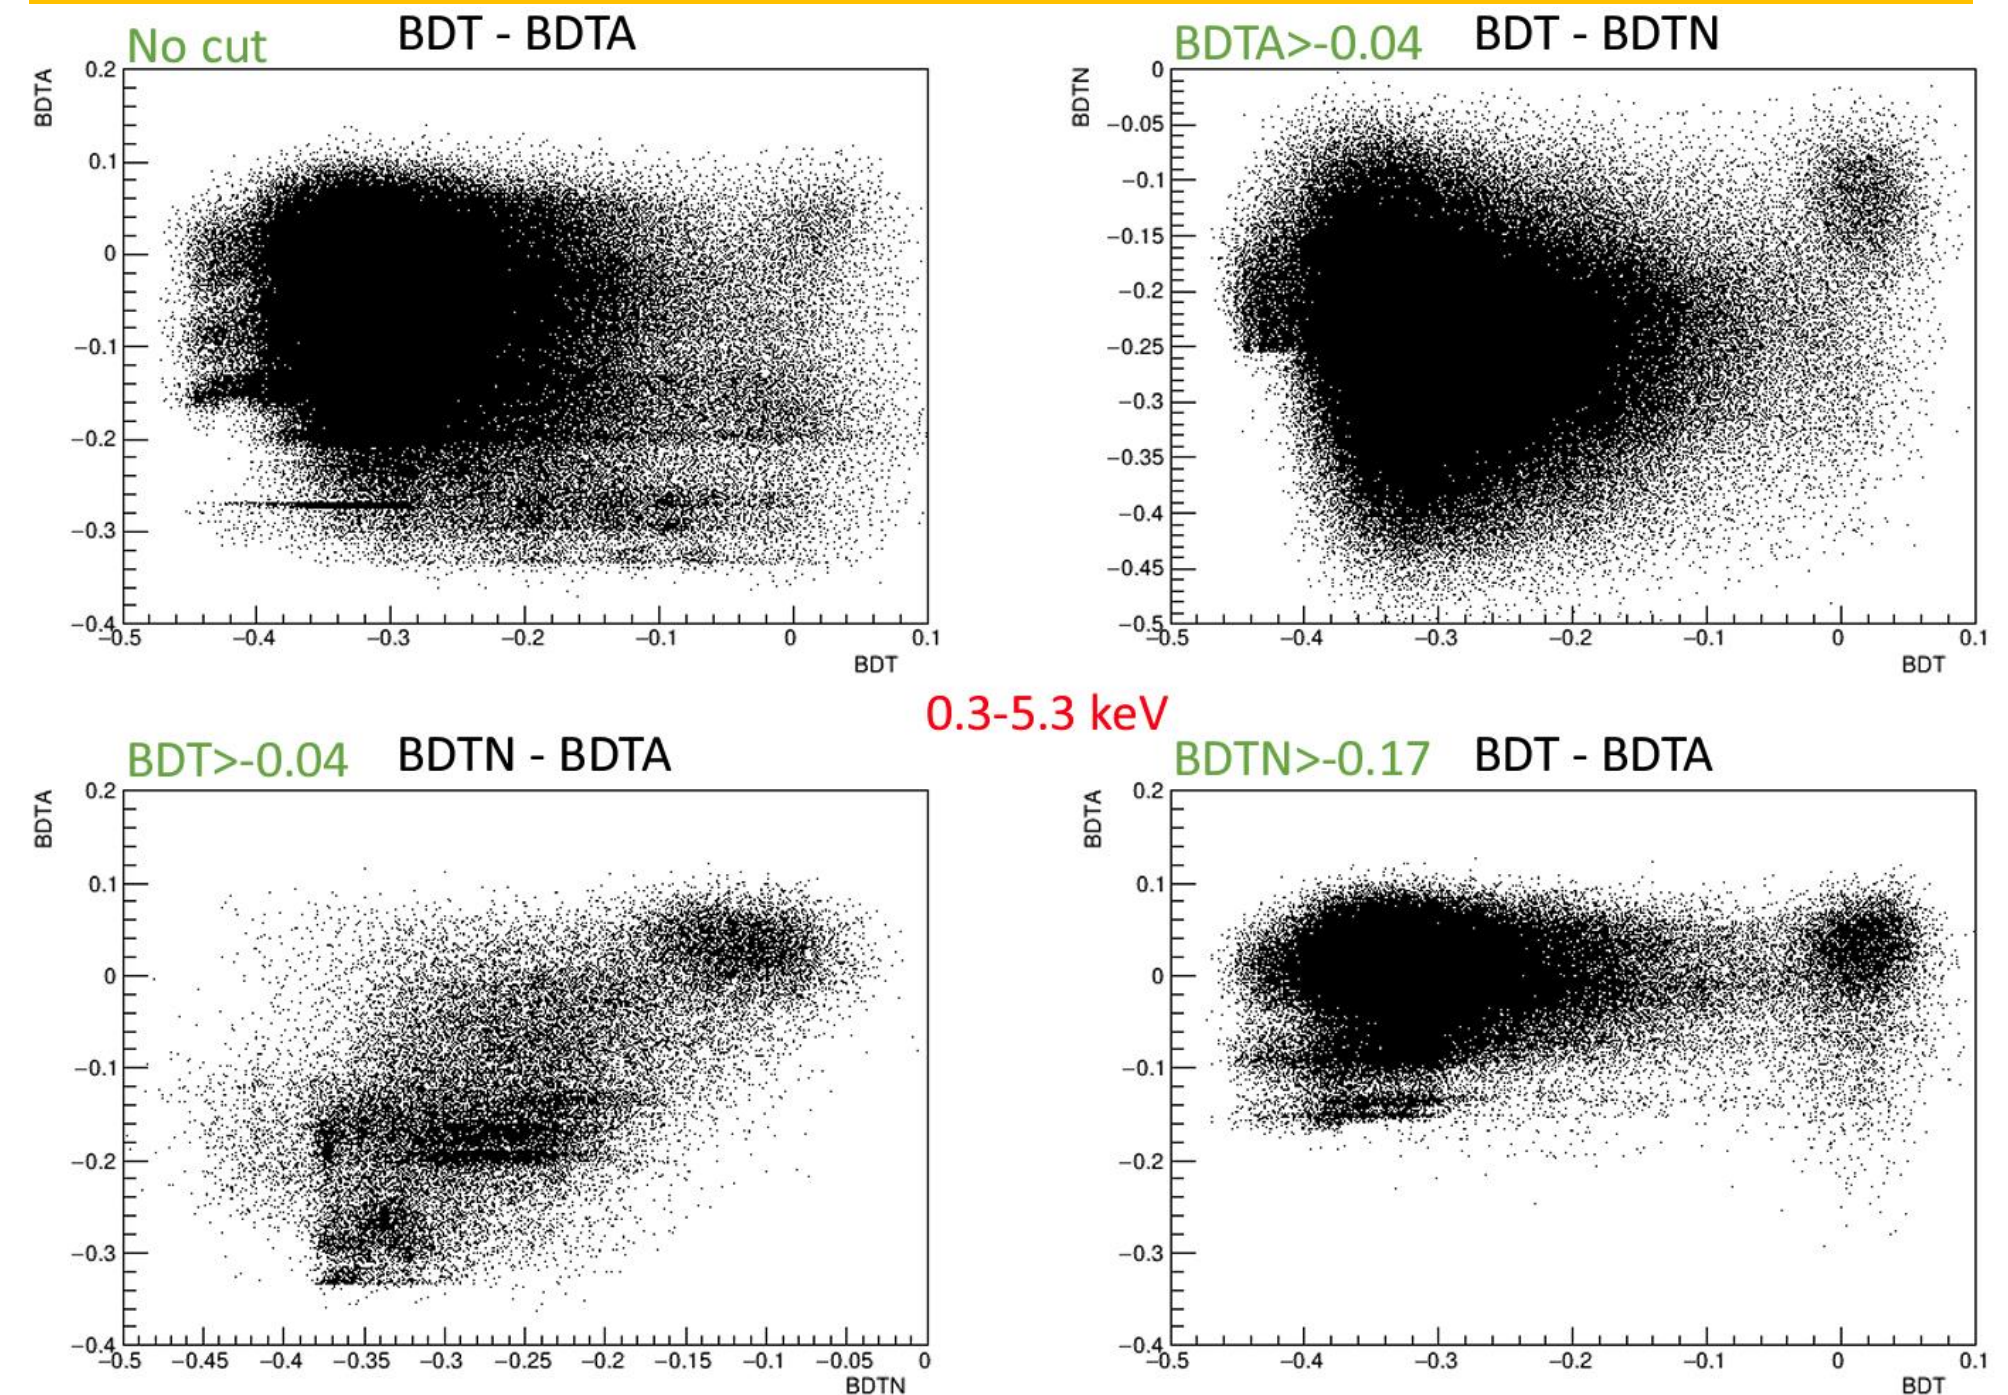 No cut BDT - BDTA
BDTA
0.2
0.1
0
−0.1
−0.2
−0.3
−0.4
−0.5 −0.4 −0.3 −0.2 −0.1 0 0.1
BDT
BDTA>-0.04 BDT - BDTN
BDTN
0
−0.05
−0.1
−0.15
−0.2
−0.25
−0.3
−0.35
−0.4
−0.45
−0.5
−0.5 −0.4 −0.3 −0.2 −0.1 0 0.1
BDT
0.3-5.3 keV
BDT>-0.04 BDTN - BDTA
BDTA
0.2
0.1
0
−0.1
−0.2
−0.3
−0.4
−0.5 −0.45 −0.4 −0.35 −0.3 −0.25 −0.2 −0.15 −0.1 −0.05 0
BDTN
BDTN>-0.17 BDT - BDTA
BDTA
0.2
0.1
0
−0.1
−0.2
−0.3
−0.4
−0.5 −0.4 −0.3 −0.2 −0.1 0 0.1
BDT